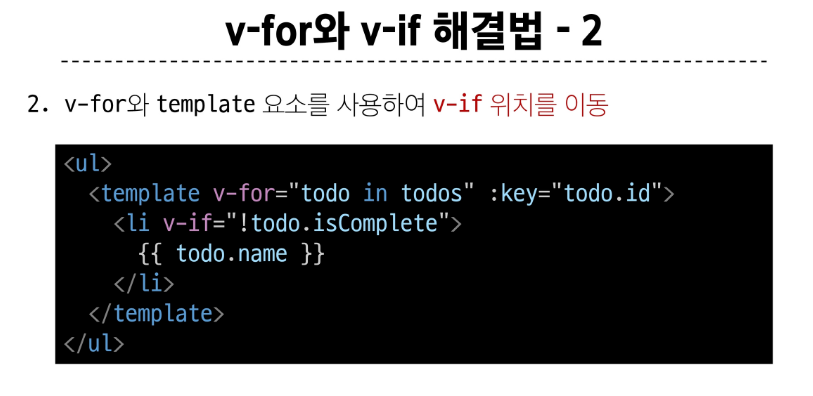 v-for와 v-if 해결법 - 2
2. v-for와 template 요소를 사용하여 v-if 위치를 이동
<ul>
  <template v-for="todo in todos" :key="todo.id">
    <li v-if="!todo.isComplete">
      {{ todo.name }}
    </li>
  </template>
</ul>